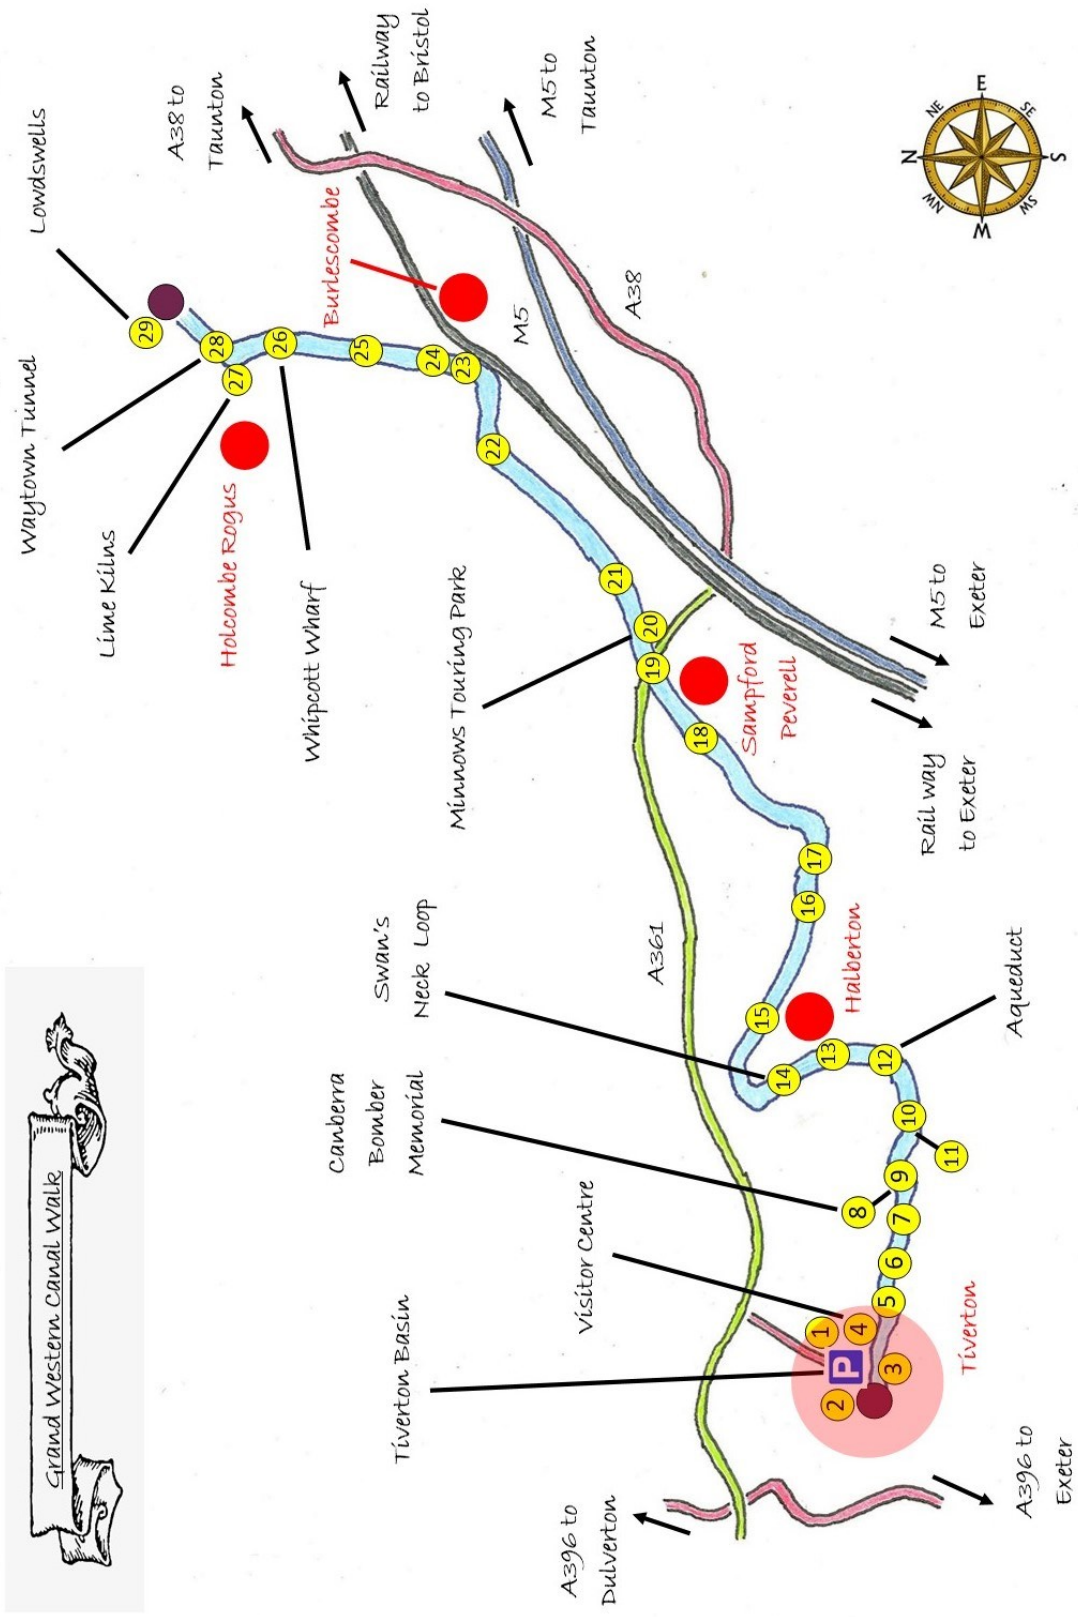 Grand Western Canal Walk
Lowdswells
Waytown Tunnel
Lime Kilns
Holcombe Rogus
Whipcott Wharf
A38 to
Taunton
Railway
to Bristol
M5 to
Taunton
Burlescombe
M5
A38
N
NE
E
SE
S
SW
W
NW
Minnows Touring Park
Sampford
Peverell
M5 to
Exeter
Rail way
to Exeter
Swan's
Neck Loop
A361
Halberton
Aqueduct
Canberra
Bomber
Memorial
Visitor Centre
Tiverton Basin
Tiverton
A396 to
Dulverton
A396 to
Exeter
P
1
2
3
4
5
6
7
8
9
10
11
12
13
14
15
16
17
18
19
20
21
22
23
24
25
26
27
28
29